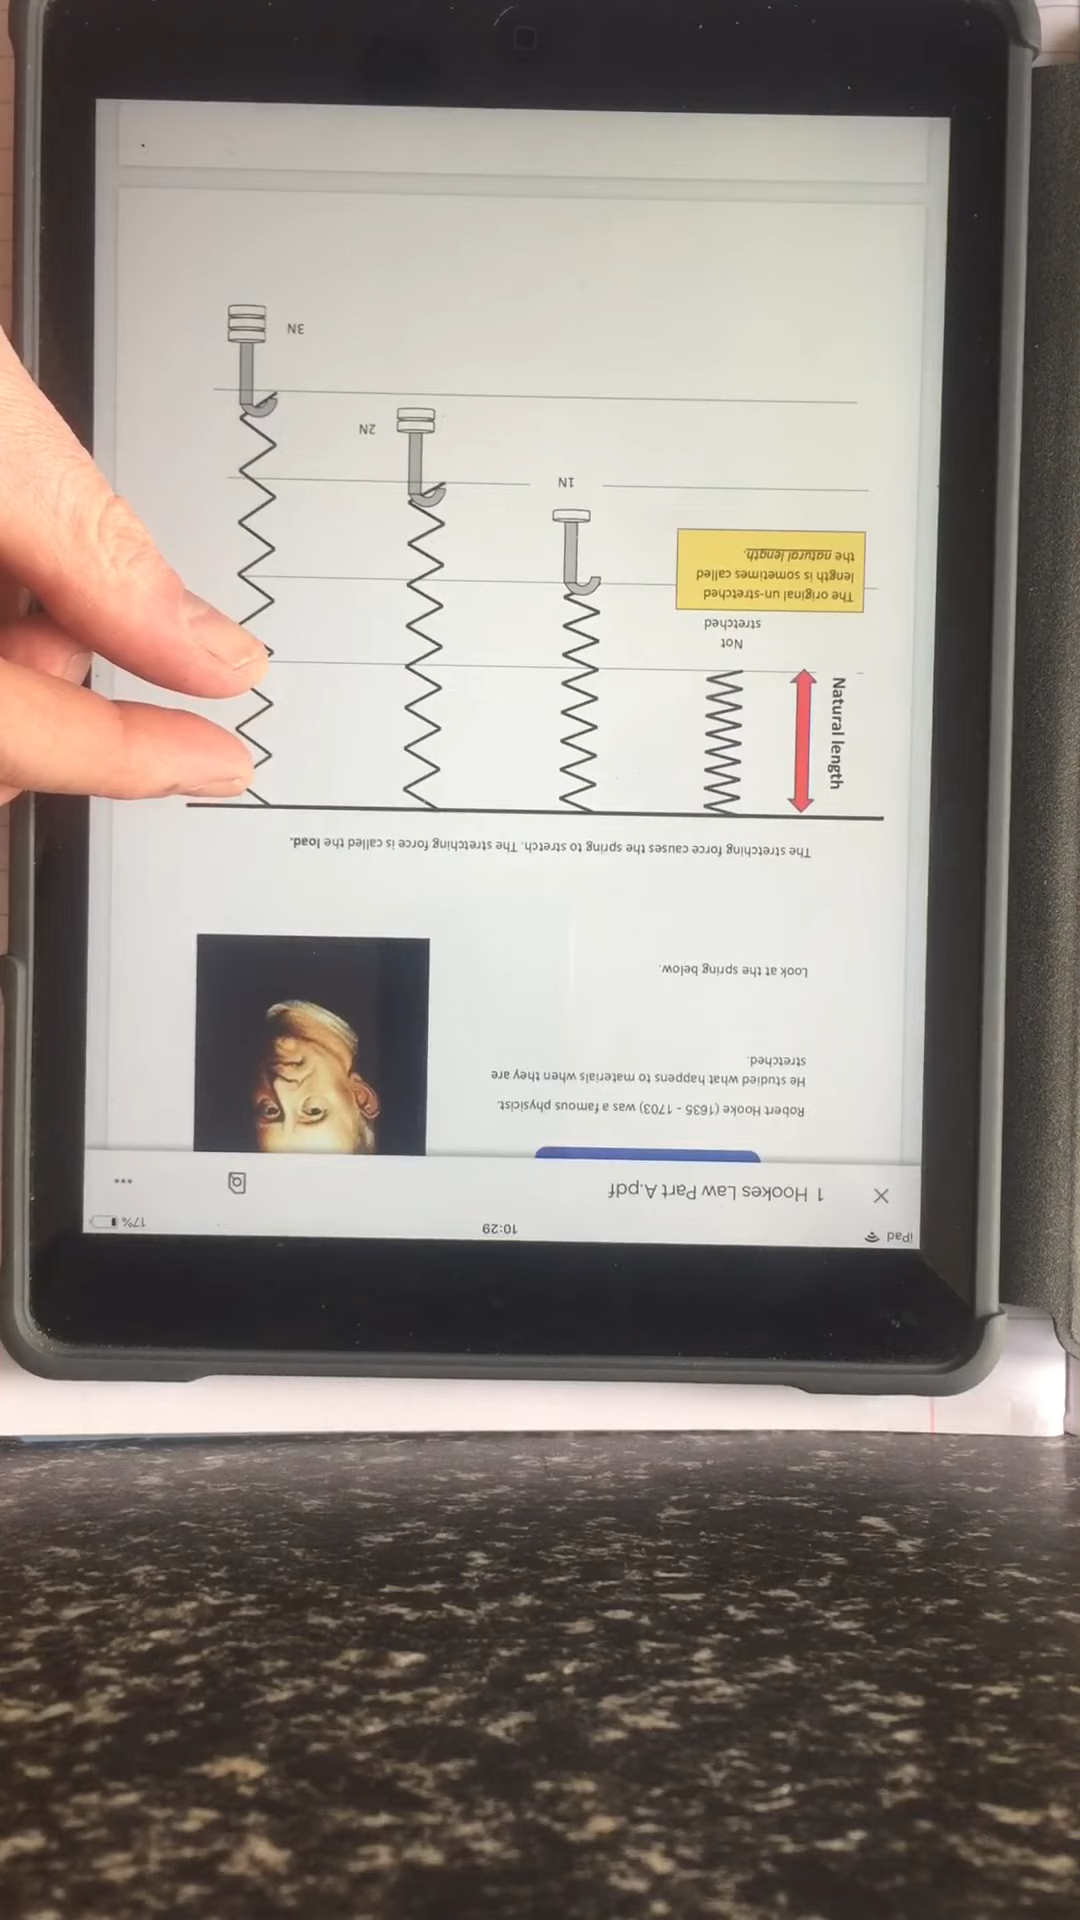 iPad
10:29
17%
1 Hookes Law Part A.pdf
Robert Hooke (1635 - 1703) was a famous physicist.
He studied what happens to materials when they are
stretched.
Look at the spring below.
The stretching force causes the spring to stretch. The stretching force is called the load.
Natural length
Not
stretched
The original un-stretched
length is sometimes called
the natural length.
1N
2N
3N